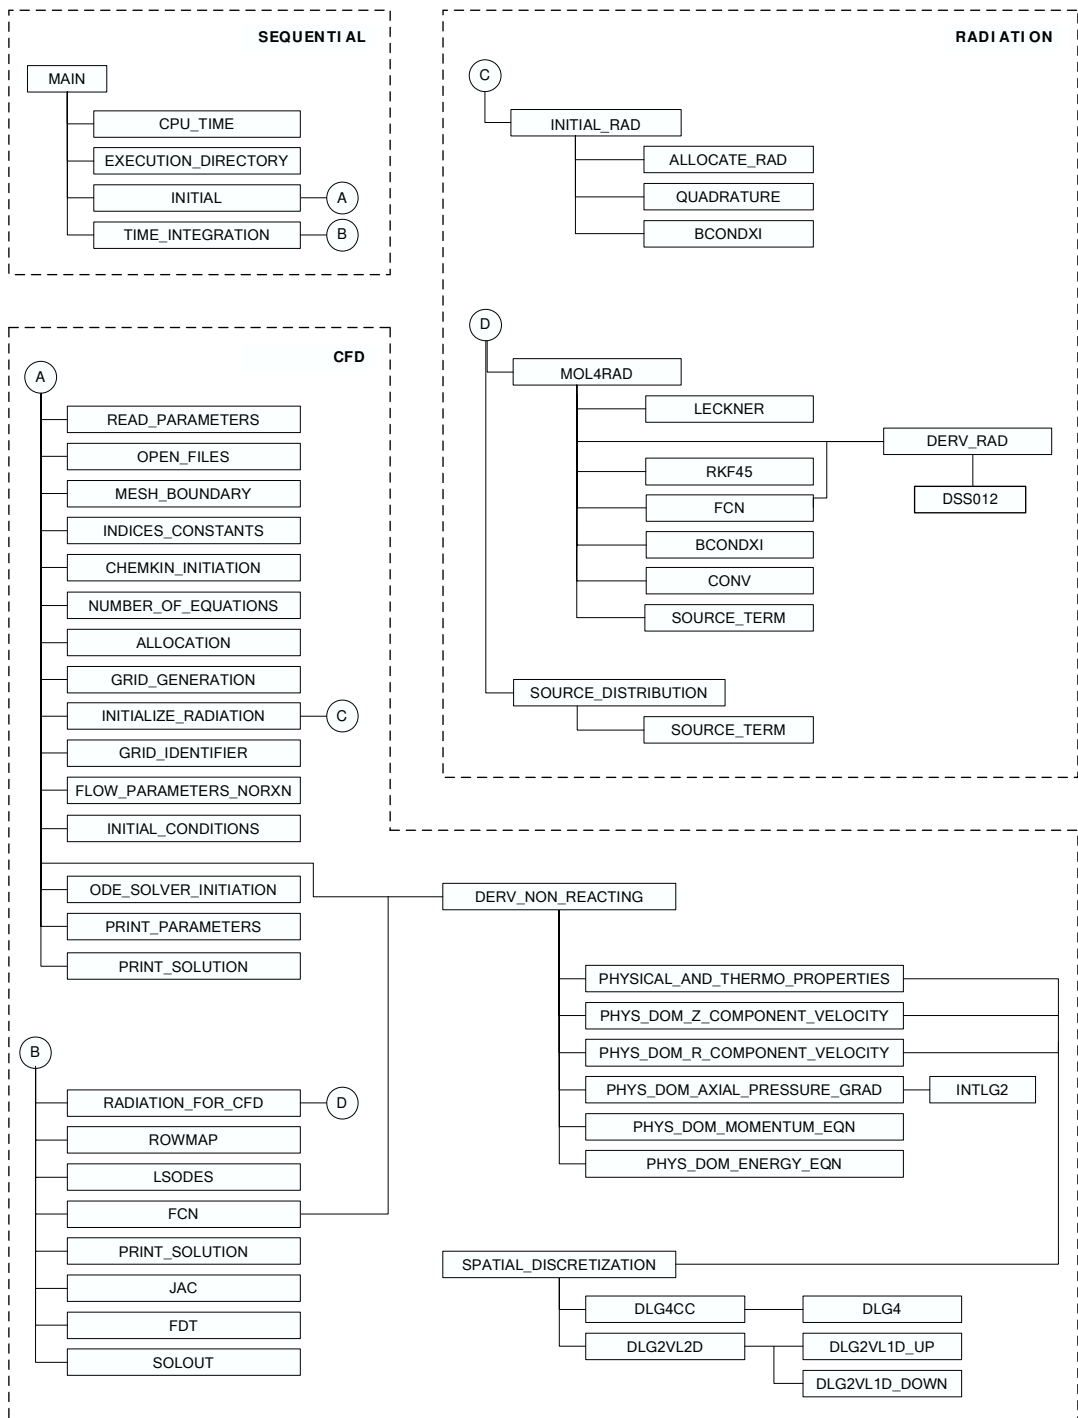 SEQUENTIAL
MAIN
CPU_TIME
EXECUTION_DIRECTORY
INITIAL
A
TIME_INTEGRATION
B
RADIATION
C
INITIAL_RAD
ALLOCATE_RAD
QUADRATURE
BCONDXI
D
MOL4RAD
LECKNER
DERV_RAD
RKF45
DSS012
FCN
BCONDXI
CONV
SOURCE_TERM
SOURCE_DISTRIBUTION
SOURCE_TERM
CFD
A
READ_PARAMETERS
OPEN_FILES
MESH_BOUNDARY
INDICES_CONSTANTS
CHEMKIN_INITIATION
NUMBER_OF_EQUATIONS
ALLOCATION
GRID_GENERATION
INITIALIZE_RADIATION
C
GRID_IDENTIFIER
FLOW_PARAMETERS_NORXN
INITIAL_CONDITIONS
ODE_SOLVER_INITIATION
PRINT_PARAMETERS
PRINT_SOLUTION
B
RADIATION_FOR_CFD
D
ROWMAP
LSODES
FCN
PRINT_SOLUTION
JAC
FDT
SOLOUT
DERV_NON_REACTING
PHYSICAL_AND_THERMO_PROPERTIES
PHYS_DOM_Z_COMPONENT_VELOCITY
PHYS_DOM_R_COMPONENT_VELOCITY
PHYS_DOM_AXIAL_PRESSURE_GRAD
INTLG2
PHYS_DOM_MOMENTUM_EQN
PHYS_DOM_ENERGY_EQN
SPATIAL_DISCRETIZATION
DLG4CC
DLG4
DLG2VL2D
DLG2VL1D_UP
DLG2VL1D_DOWN